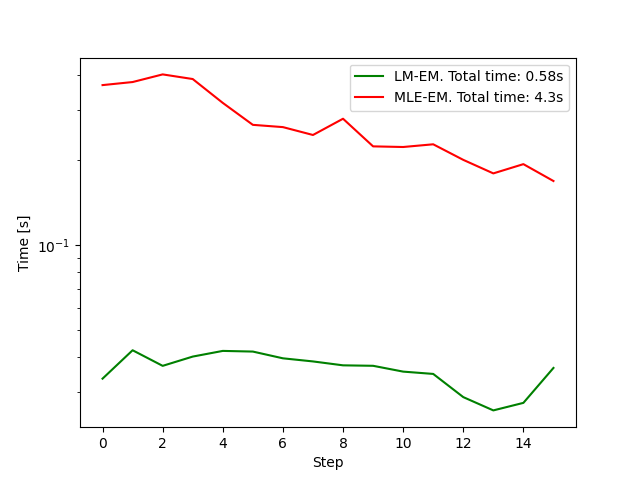 LM-EM. Total time: 0.58s
MLE-EM. Total time: 4.3s
Time [s]
10⁻¹
0 2 4 6 8 10 12 14
Step